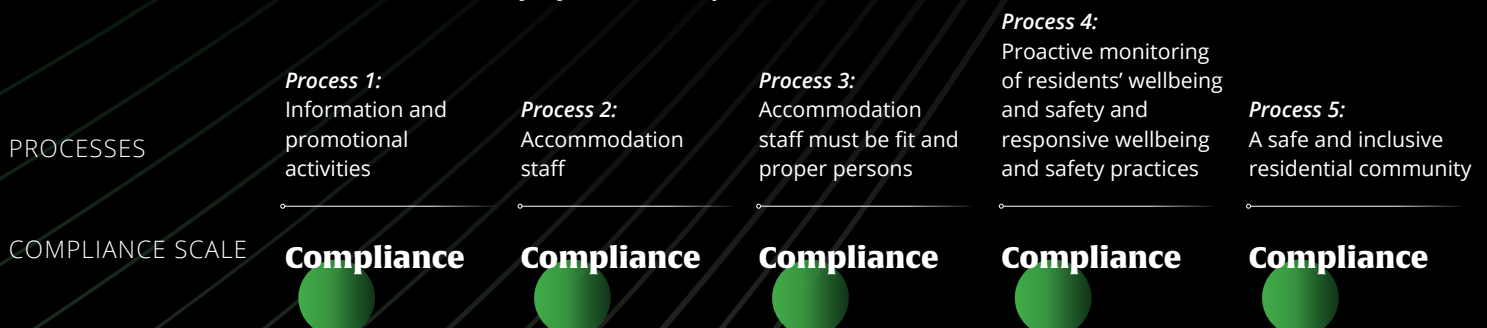 PROCESSES
Process 1:
Information and
promotional
activities
Process 2:
Accommodation
staff
Process 3:
Accommodation
staff must be fit and
proper persons
Process 4:
Proactive monitoring
of residents’ wellbeing
and safety and
responsive wellbeing
and safety practices
Process 5:
A safe and inclusive
residential community
COMPLIANCE SCALE
Compliance
Compliance
Compliance
Compliance
Compliance